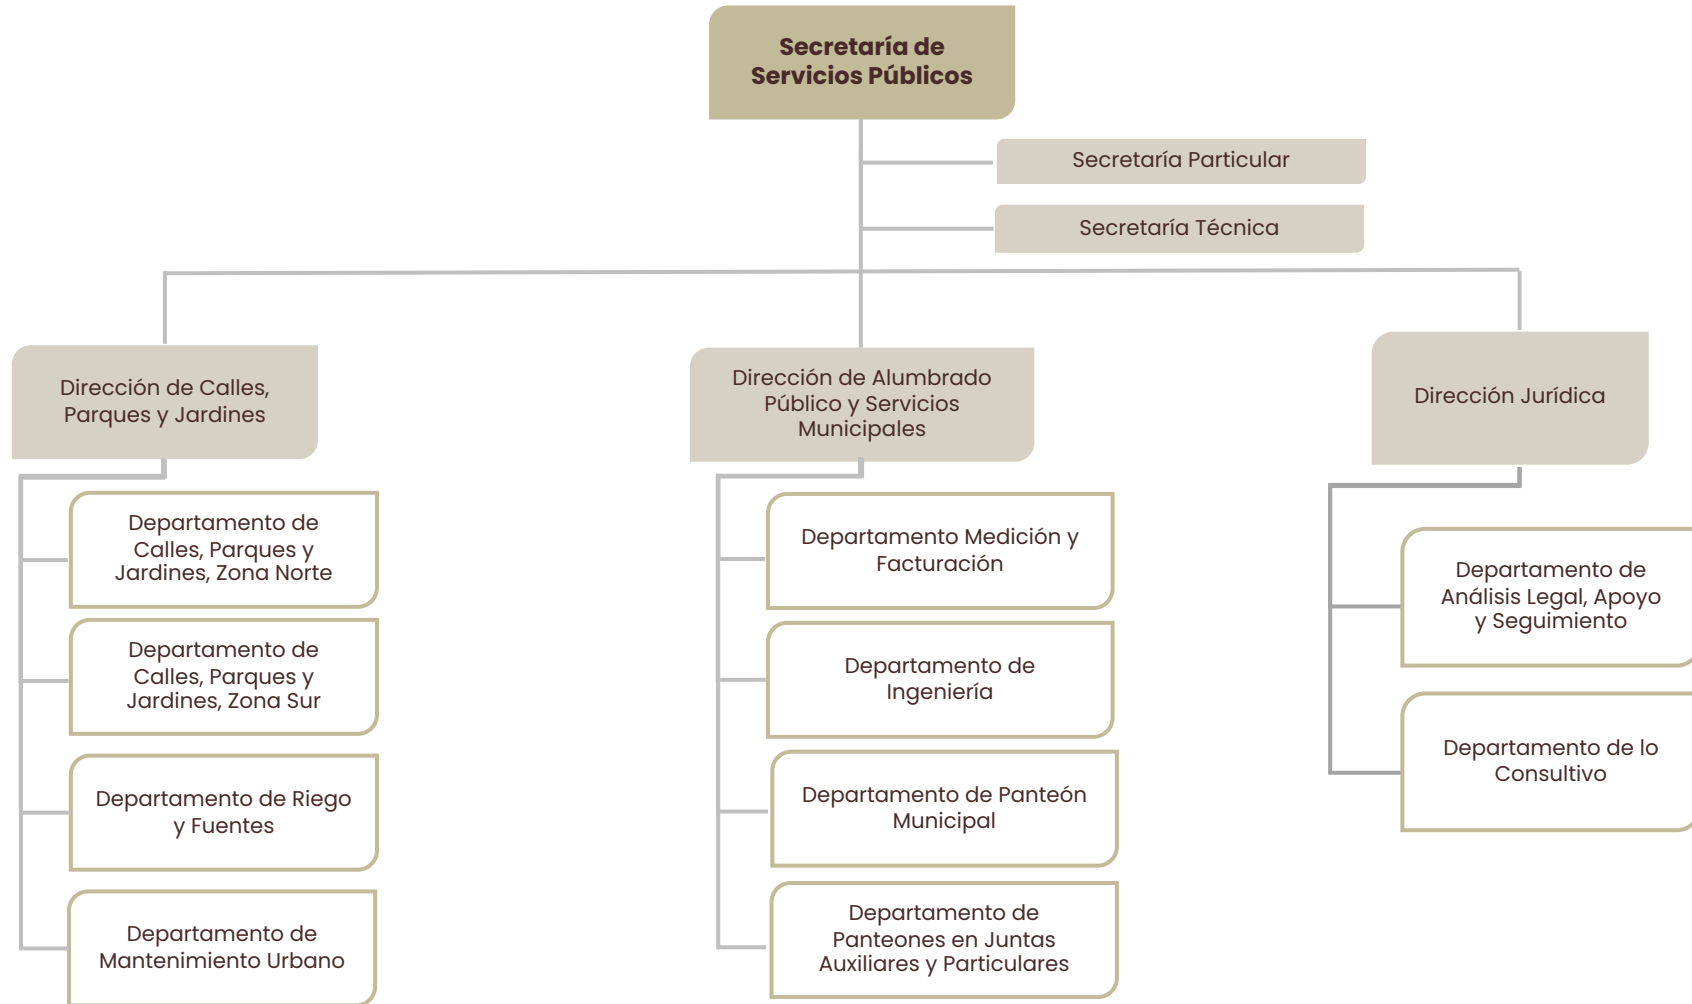 Secretaría de
Servicios Públicos
Secretaría Particular
Secretaría Técnica
Dirección de Calles,
Parques y Jardines
Departamento de
Calles, Parques y
Jardines, Zona Norte
Departamento de
Calles, Parques y
Jardines, Zona Sur
Departamento de Riego
y Fuentes
Departamento de
Mantenimiento Urbano
Dirección de Alumbrado
Público y Servicios
Municipales
Departamento Medición y
Facturación
Departamento de
Ingeniería
Departamento de Panteón
Municipal
Departamento de
Panteones en Juntas
Auxiliares y Particulares
Dirección Jurídica
Departamento de
Análisis Legal, Apoyo
y Seguimiento
Departamento de lo
Consultivo